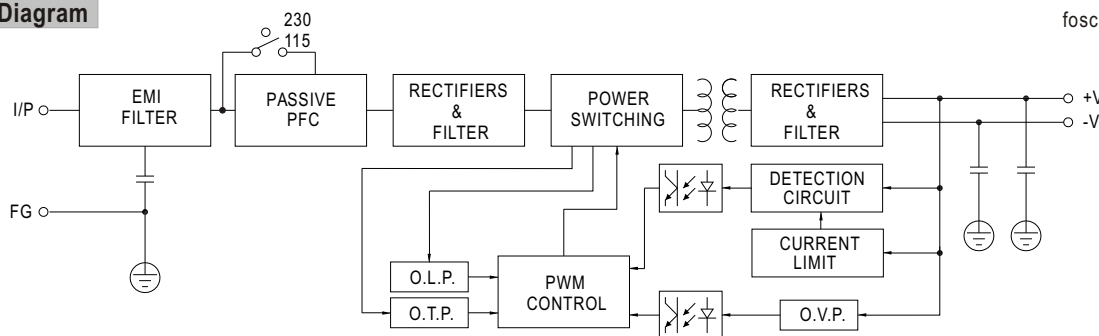 Diagram
fosc
230
115
I/P
EMI
FILTER
PASSIVE
PFC
RECTIFIERS
&
FILTER
POWER
SWITCHING
RECTIFIERS
&
FILTER
+V
-V
FG
DETECTION
CIRCUIT
CURRENT
LIMIT
O.L.P.
O.T.P.
PWM
CONTROL
O.V.P.